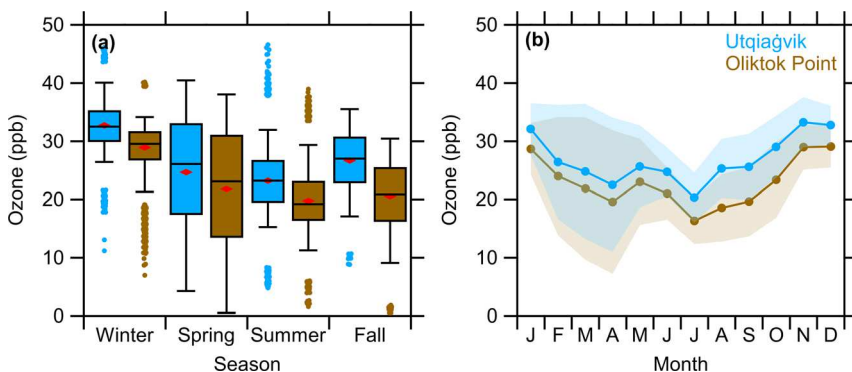 (a)
50
40
30
20
10
0
Ozone (ppb)
Winter Spring Summer Fall
Season
(b)
Utqiaġvik
Oliktok Point
50
40
30
20
10
0
Ozone (ppb)
J F M A M J J A S O N D
Month